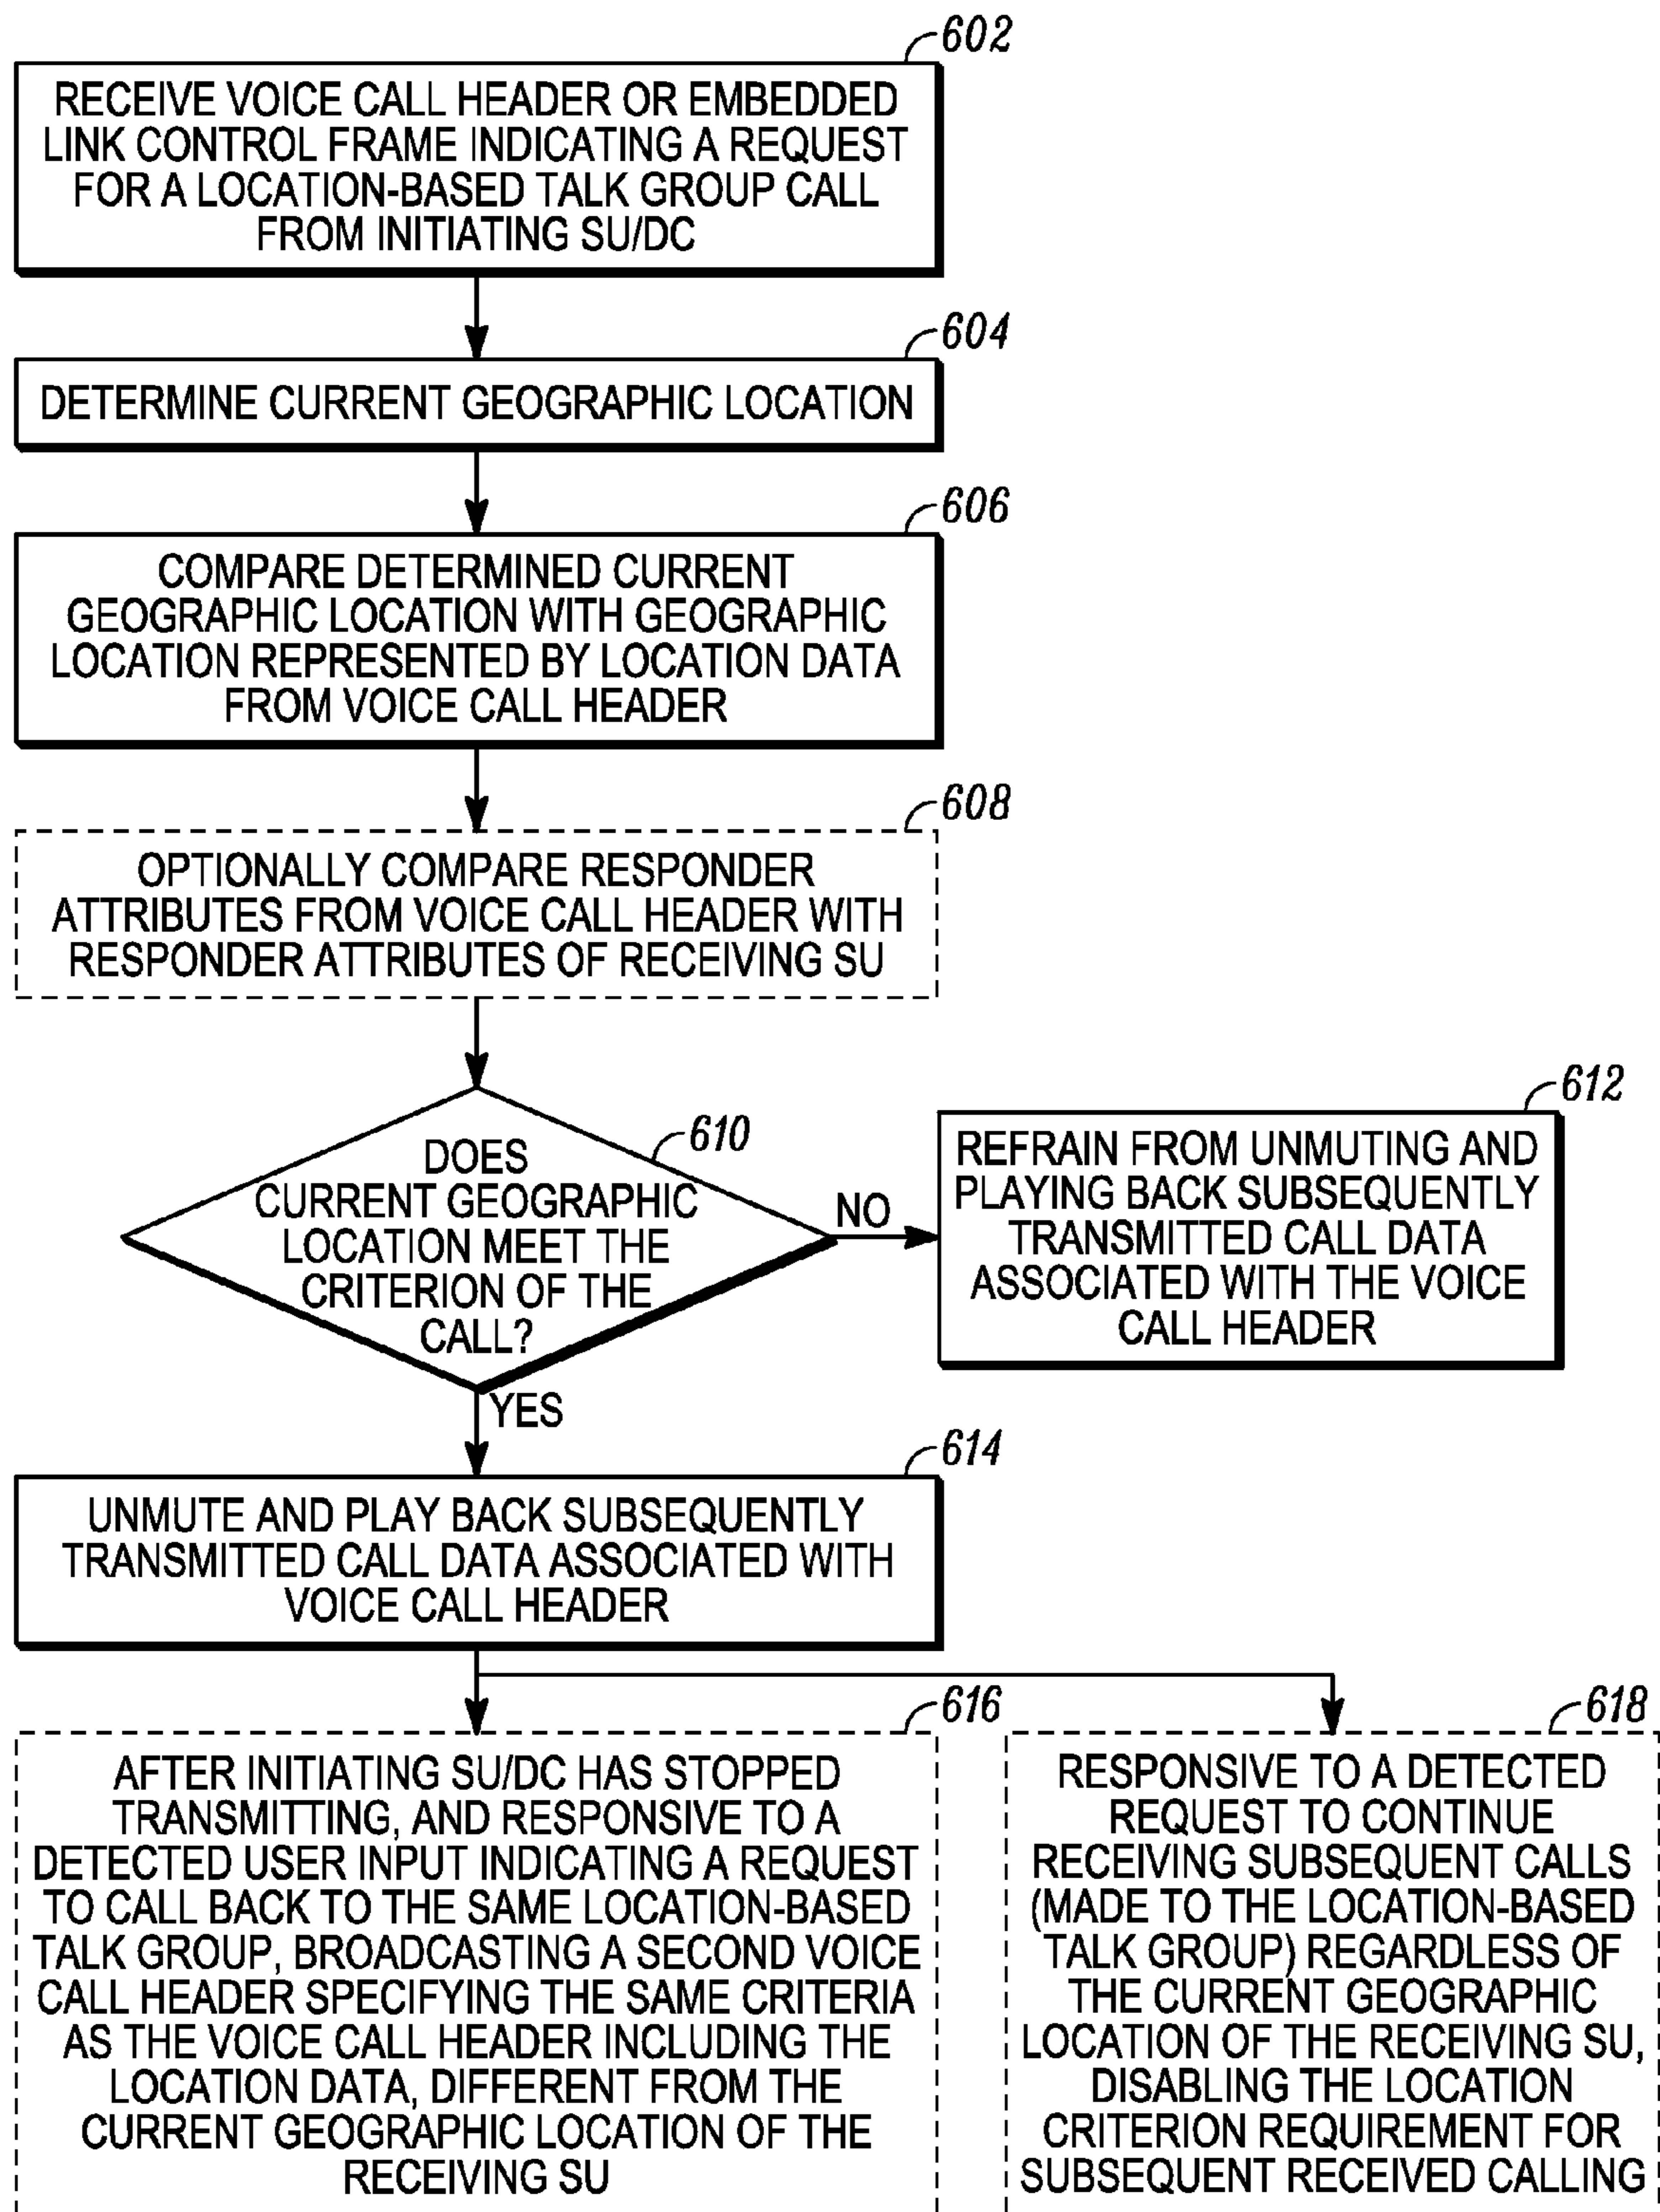 602
RECEIVE VOICE CALL HEADER OR EMBEDDED
LINK CONTROL FRAME INDICATING A REQUEST
FOR A LOCATION-BASED TALK GROUP CALL
FROM INITIATING SU/DC
604
DETERMINE CURRENT GEOGRAPHIC LOCATION
606
COMPARE DETERMINED CURRENT
GEOGRAPHIC LOCATION WITH GEOGRAPHIC
LOCATION REPRESENTED BY LOCATION DATA
FROM VOICE CALL HEADER
608
OPTIONALLY COMPARE RESPONDER
ATTRIBUTES FROM VOICE CALL HEADER WITH
RESPONDER ATTRIBUTES OF RECEIVING SU
610
DOES
CURRENT GEOGRAPHIC
LOCATION MEET THE
CRITERION OF THE
CALL?
NO
612
REFRAIN FROM UNMUTING AND
PLAYING BACK SUBSEQUENTLY
TRANSMITTED CALL DATA
ASSOCIATED WITH THE VOICE
CALL HEADER
YES
614
UNMUTE AND PLAY BACK SUBSEQUENTLY
TRANSMITTED CALL DATA ASSOCIATED WITH
VOICE CALL HEADER
616
AFTER INITIATING SU/DC HAS STOPPED
TRANSMITTING, AND RESPONSIVE TO A
DETECTED USER INPUT INDICATING A REQUEST
TO CALL BACK TO THE SAME LOCATION-BASED
TALK GROUP, BROADCASTING A SECOND VOICE
CALL HEADER SPECIFYING THE SAME CRITERIA
AS THE VOICE CALL HEADER INCLUDING THE
LOCATION DATA, DIFFERENT FROM THE
CURRENT GEOGRAPHIC LOCATION OF THE
RECEIVING SU
618
RESPONSIVE TO A DETECTED
REQUEST TO CONTINUE
RECEIVING SUBSEQUENT CALLS
(MADE TO THE LOCATION-BASED
TALK GROUP) REGARDLESS OF
THE CURRENT GEOGRAPHIC
LOCATION OF THE RECEIVING SU,
DISABLING THE LOCATION
CRITERION REQUIREMENT FOR
SUBSEQUENT RECEIVED CALLING